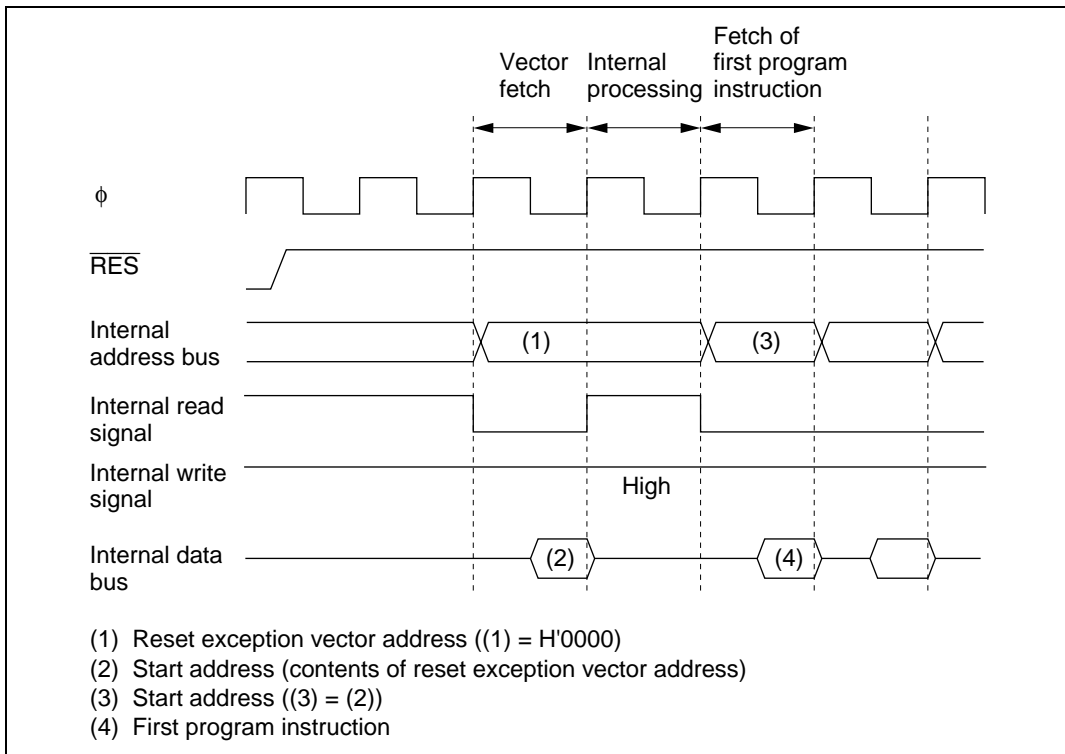 Vector fetch
Internal processing
Fetch of first program instruction
ϕ
RES
Internal address bus
(1)
(3)
Internal read signal
Internal write signal
High
Internal data bus
(2)
(4)
(1) Reset exception vector address ((1) = H'0000)
(2) Start address (contents of reset exception vector address)
(3) Start address ((3) = (2))
(4) First program instruction